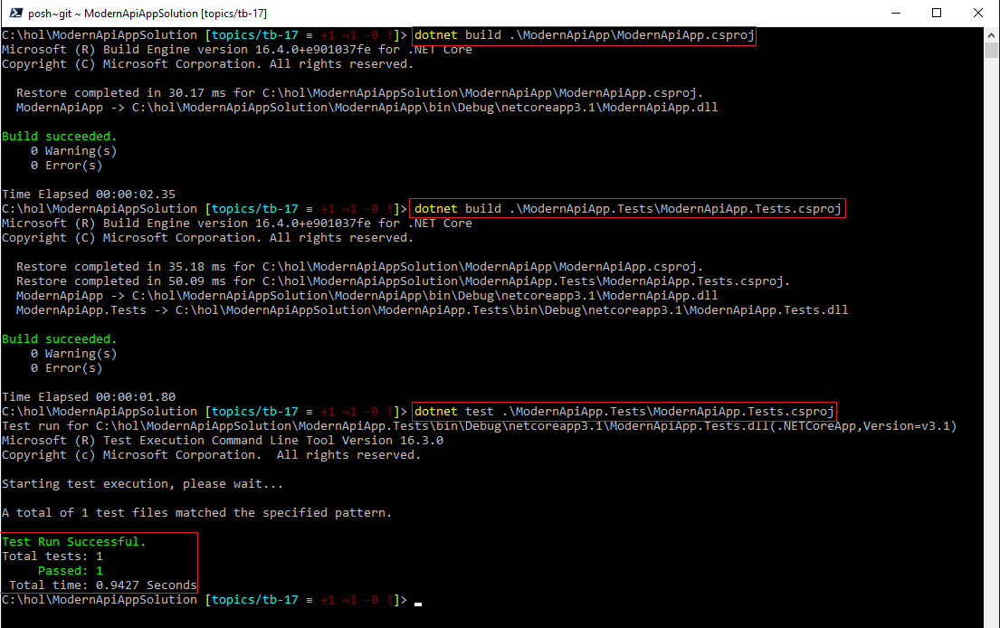 posh~git ~ ModernApiAppSolution [topics/tb-17]
C:\hol\ModernApiAppSolution [topics/tb-17 ≡ +1 ~1 -0 !]> dotnet build .\ModernApiApp\ModernApiApp.csproj
Microsoft (R) Build Engine version 16.4.0+e901037fe for .NET Core
Copyright (C) Microsoft Corporation. All rights reserved.
  Restore completed in 30.17 ms for C:\hol\ModernApiAppSolution\ModernApiApp\ModernApiApp.csproj.
  ModernApiApp -> C:\hol\ModernApiAppSolution\ModernApiApp\bin\Debug\netcoreapp3.1\ModernApiApp.dll
Build succeeded.
    0 Warning(s)
    0 Error(s)
Time Elapsed 00:00:02.35
C:\hol\ModernApiAppSolution [topics/tb-17 ≡ +1 ~1 -0 !]> dotnet build .\ModernApiApp.Tests\ModernApiApp.Tests.csproj
Microsoft (R) Build Engine version 16.4.0+e901037fe for .NET Core
Copyright (C) Microsoft Corporation. All rights reserved.
  Restore completed in 35.18 ms for C:\hol\ModernApiAppSolution\ModernApiApp\ModernApiApp.csproj.
  Restore completed in 50.09 ms for C:\hol\ModernApiAppSolution\ModernApiApp.Tests\ModernApiApp.Tests.csproj.
  ModernApiApp -> C:\hol\ModernApiAppSolution\ModernApiApp\bin\Debug\netcoreapp3.1\ModernApiApp.dll
  ModernApiApp.Tests -> C:\hol\ModernApiAppSolution\ModernApiApp.Tests\bin\Debug\netcoreapp3.1\ModernApiApp.Tests.dll
Build succeeded.
    0 Warning(s)
    0 Error(s)
Time Elapsed 00:00:01.80
C:\hol\ModernApiAppSolution [topics/tb-17 ≡ +1 ~1 -0 !]> dotnet test .\ModernApiApp.Tests\ModernApiApp.Tests.csproj
Test run for C:\hol\ModernApiAppSolution\ModernApiApp.Tests\bin\Debug\netcoreapp3.1\ModernApiApp.Tests.dll(.NETCoreApp,Version=v3.1)
Microsoft (R) Test Execution Command Line Tool Version 16.3.0
Copyright (c) Microsoft Corporation.  All rights reserved.
Starting test execution, please wait...
A total of 1 test files matched the specified pattern.
Test Run Successful.
Total tests: 1
     Passed: 1
 Total time: 0.9427 Seconds
C:\hol\ModernApiAppSolution [topics/tb-17 ≡ +1 ~1 -0 !]>